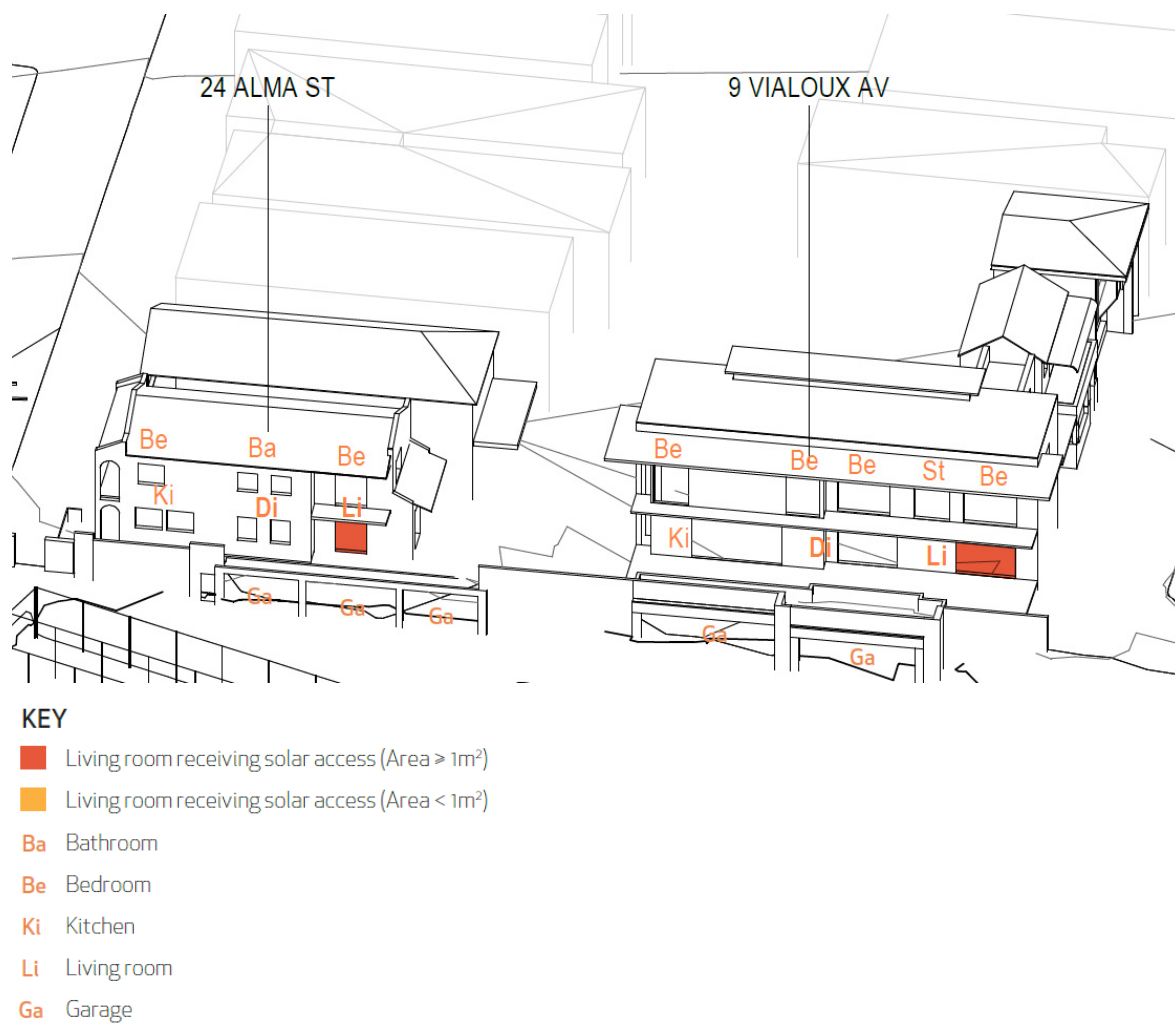 24 ALMA ST
9 VIALOUX AV
Be
Ba
Be
Ki
Di
Li
Be
Be
Be
St
Be
Ki
Di
Li
Ga
Ga
Ga
Ga
Ga
KEY
Living room receiving solar access (Area ≥ 1m²)
Living room receiving solar access (Area < 1m²)
Ba Bathroom
Be Bedroom
Ki Kitchen
Li Living room
Ga Garage